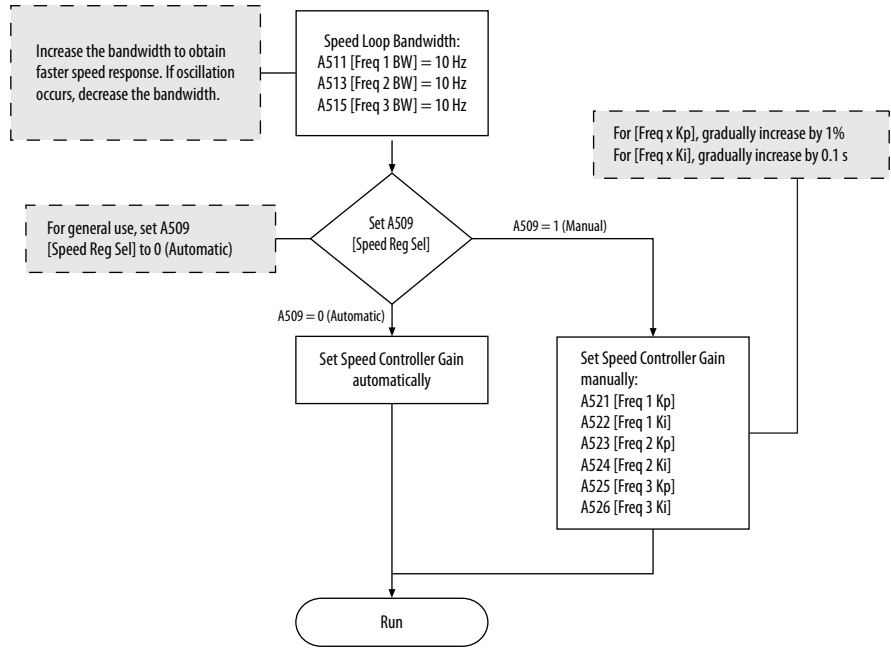 Increase the bandwidth to obtain
faster speed response. If oscillation
occurs, decrease the bandwidth.
Speed Loop Bandwidth:
A511 [Freq 1 BW] = 10 Hz
A513 [Freq 2 BW] = 10 Hz
A515 [Freq 3 BW] = 10 Hz
For [Freq x Kp], gradually increase by 1%
For [Freq x Ki], gradually increase by 0.1 s
For general use, set A509
[Speed Reg Sel] to 0 (Automatic)
Set A509
[Speed Reg Sel]
A509 = 1 (Manual)
A509 = 0 (Automatic)
Set Speed Controller Gain
automatically
Set Speed Controller Gain
manually:
A521 [Freq 1 Kp]
A522 [Freq 1 Ki]
A523 [Freq 2 Kp]
A524 [Freq 2 Ki]
A525 [Freq 3 Kp]
A526 [Freq 3 Ki]
Run